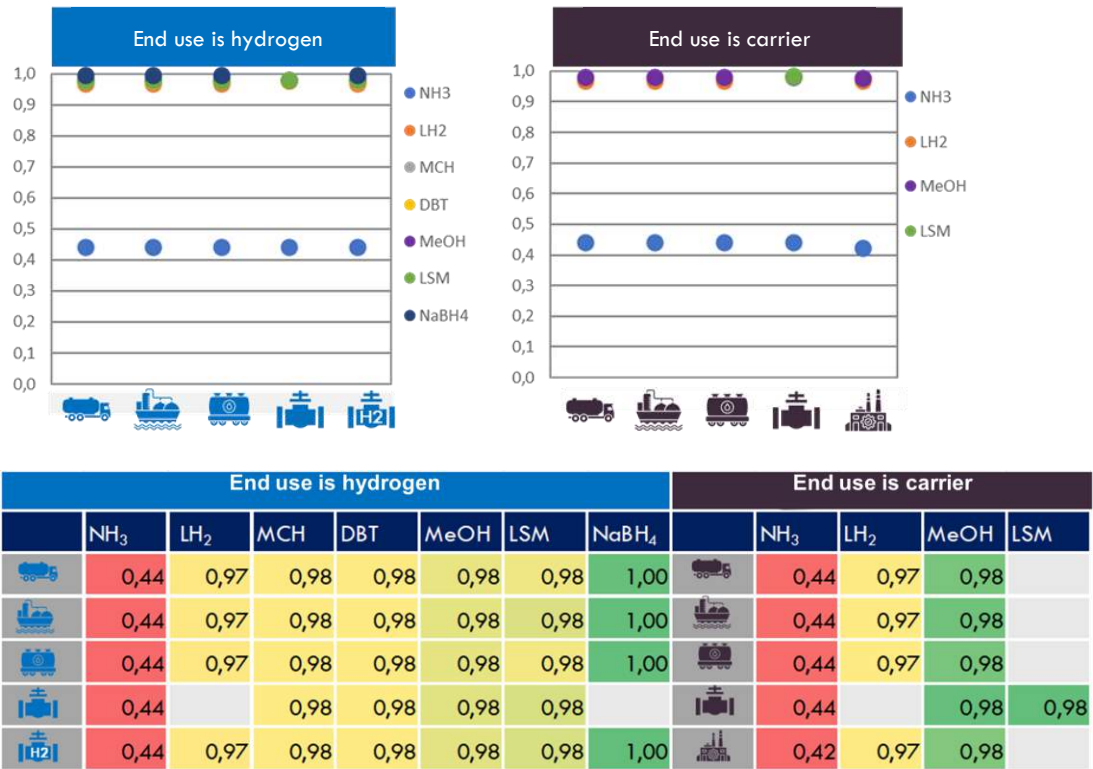 End use is hydrogen
1,0
0,9
0,8
0,7
0,6
0,5
0,4
0,3
0,2
0,1
0,0
NH3
LH2
MCH
DBT
MeOH
LSM
NaBH4
H2
End use is carrier
1,0
0,9
0,8
0,7
0,6
0,5
0,4
0,3
0,2
0,1
0,0
NH3
LH2
MeOH
LSM
End use is hydrogen End use is carrier
NH₃ LH₂ MCH DBT MeOH LSM NaBH₄ NH₃ LH₂ MeOH LSM
0,44 0,97 0,98 0,98 0,98 0,98 1,00 0,44 0,97 0,98
0,44 0,97 0,98 0,98 0,98 0,98 1,00 0,44 0,97 0,98
0,44 0,97 0,98 0,98 0,98 0,98 1,00 0,44 0,97 0,98
0,44 0,98 0,98 0,98 0,98 0,44 0,98 0,98
H2 0,44 0,97 0,98 0,98 0,98 0,98 1,00 0,42 0,97 0,98